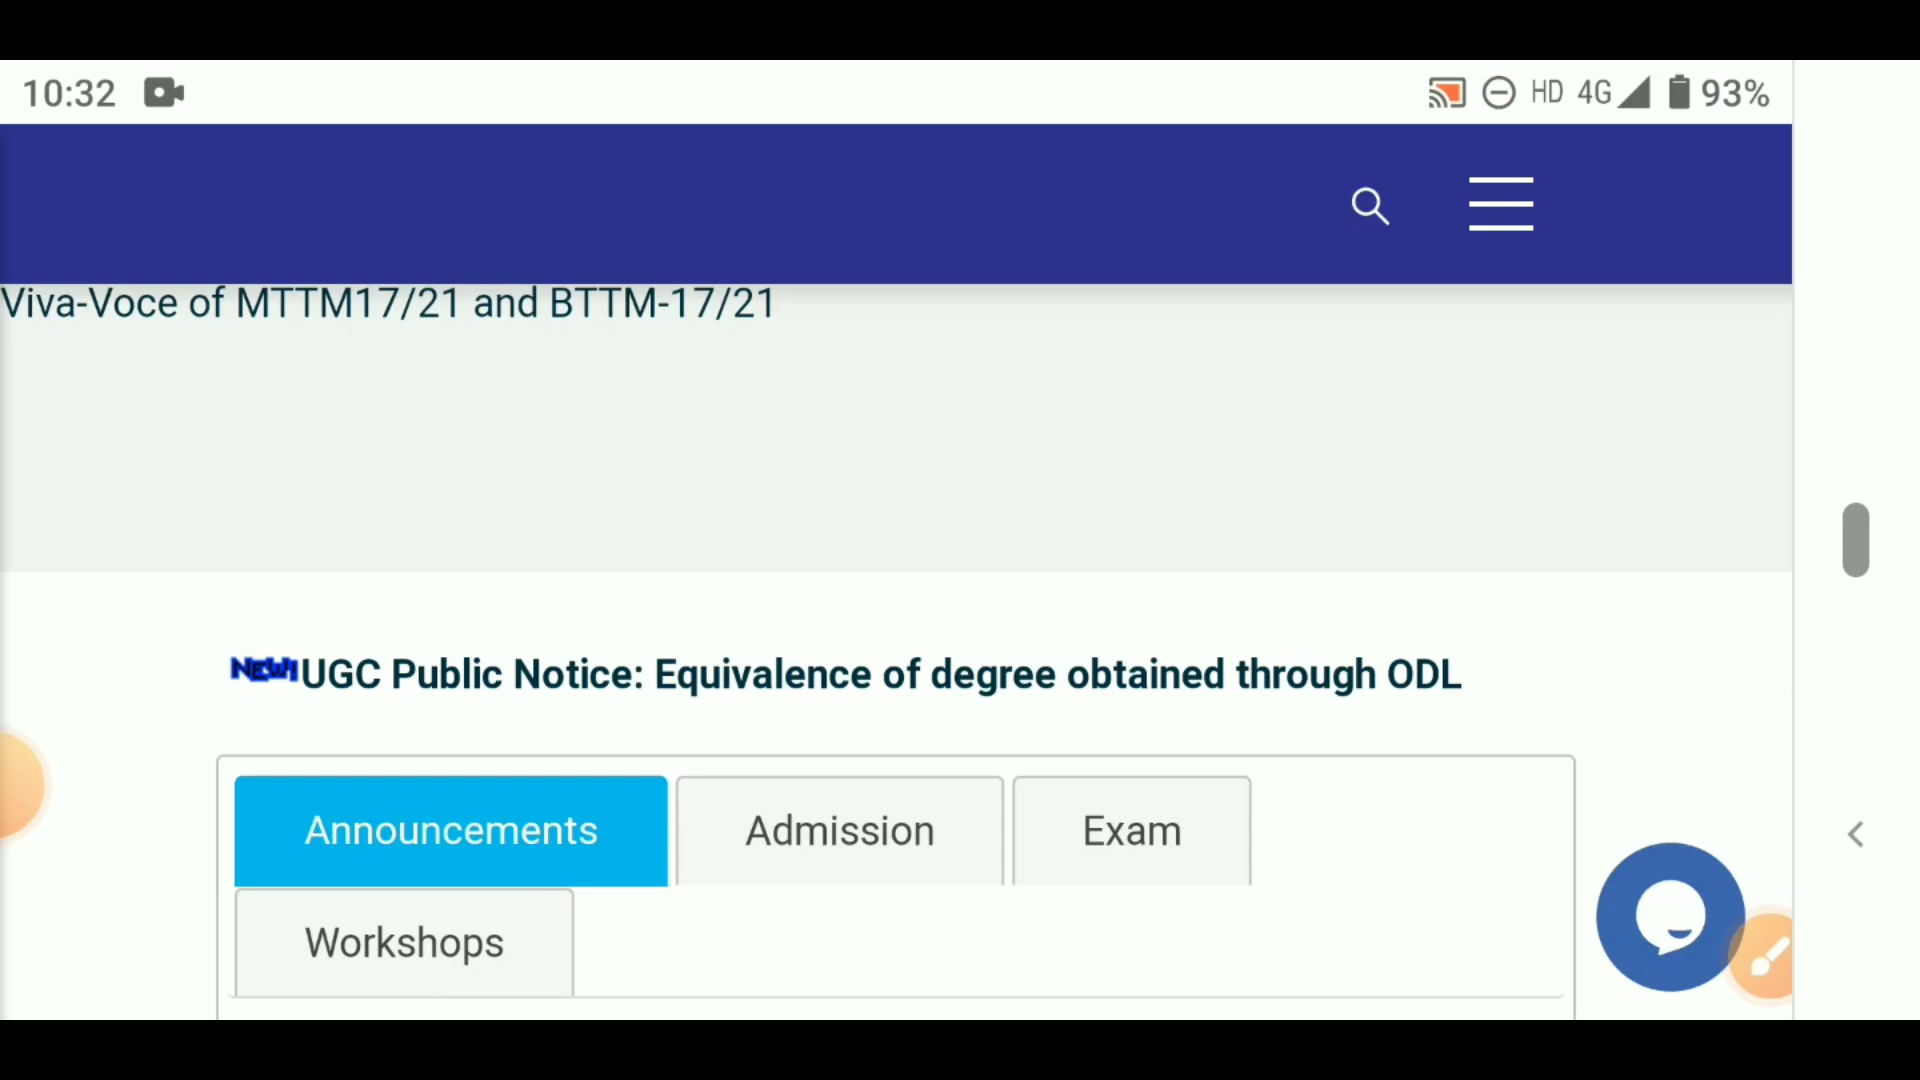 10:32 HD 4G 93%
Viva-Voce of MTTM17/21 and BTTM-17/21
NEW! UGC Public Notice: Equivalence of degree obtained through ODL
Announcements Admission Exam
Workshops